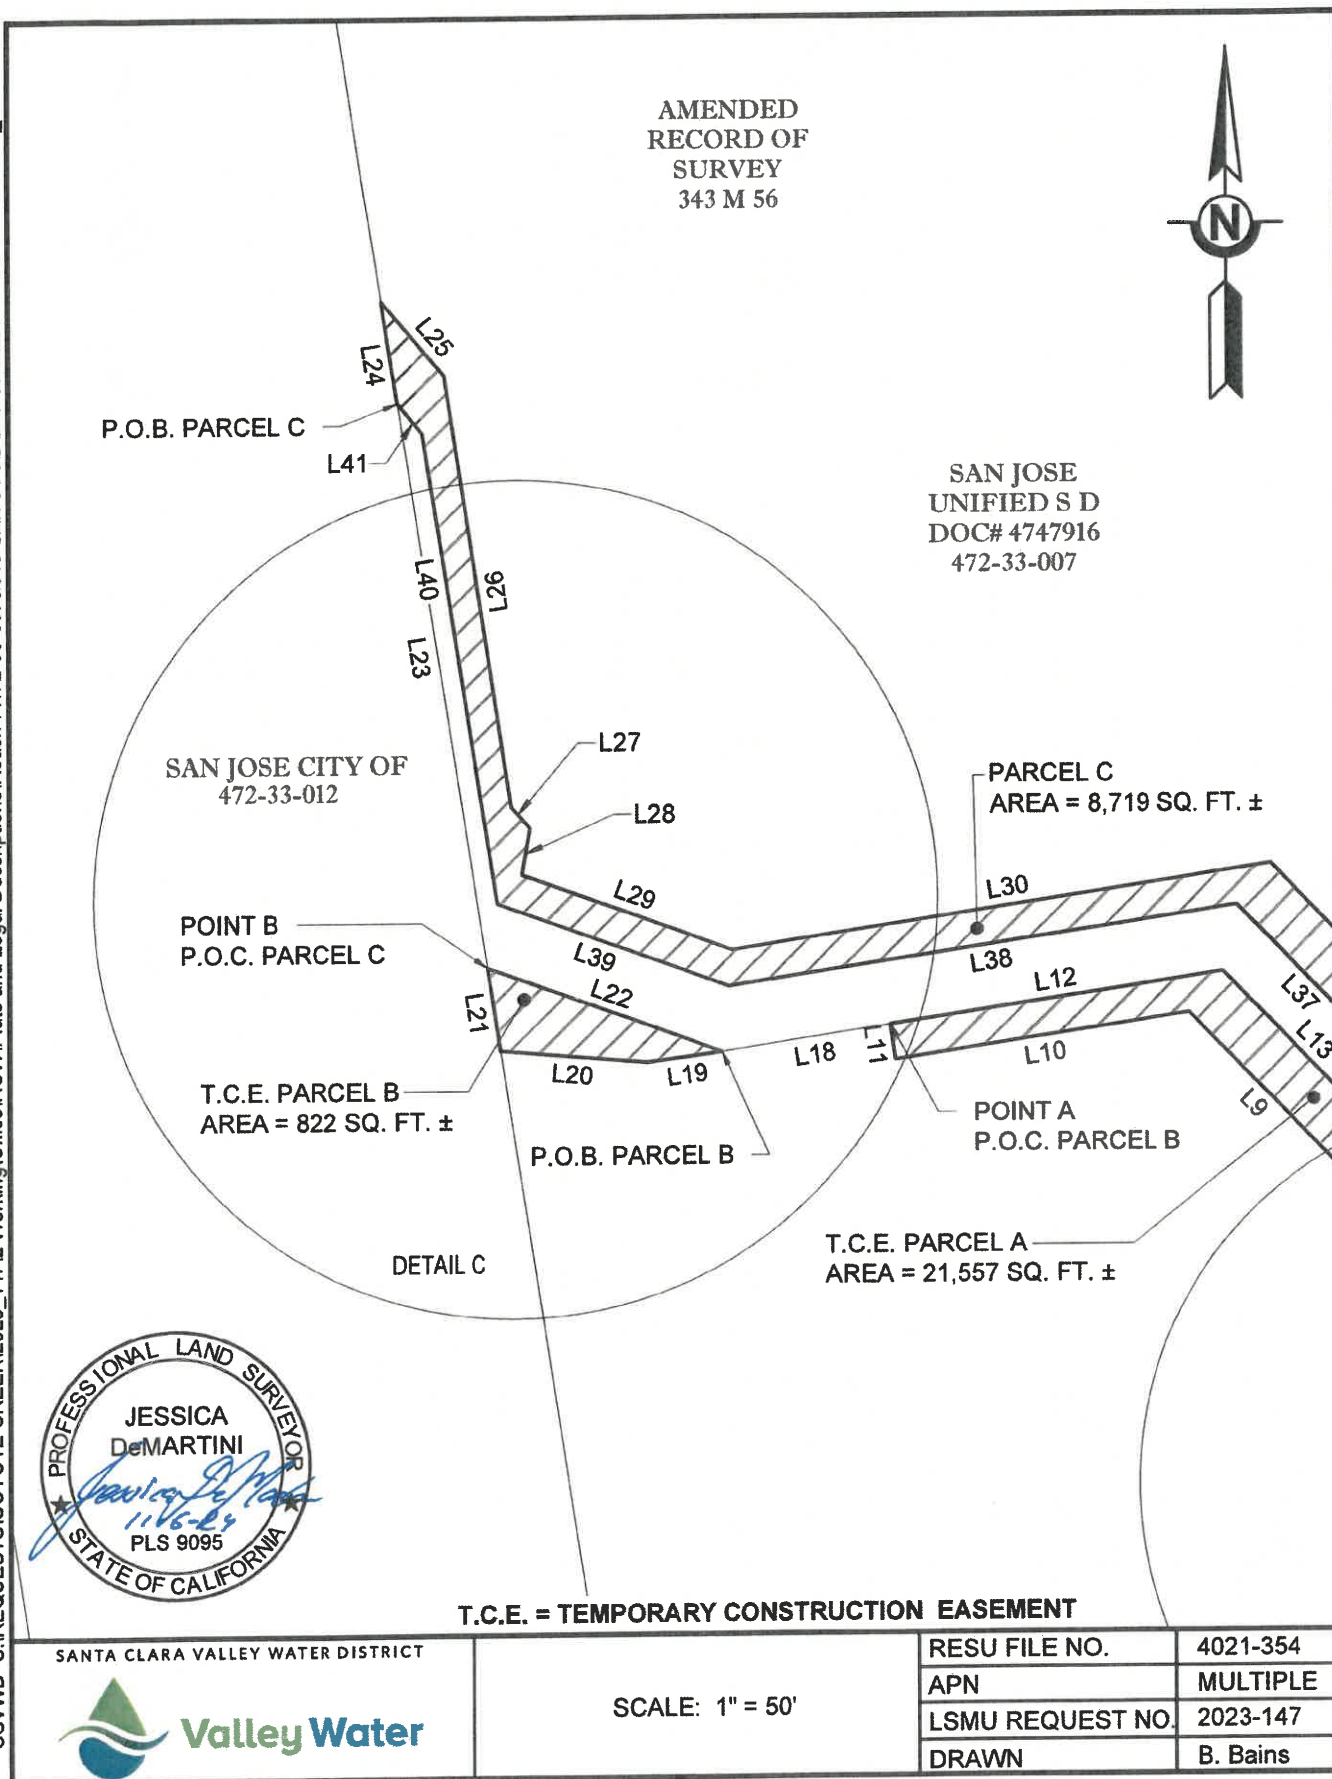 AMENDED
RECORD OF
SURVEY
343 M 56
N
L25
L24
P.O.B. PARCEL C
L41
SAN JOSE
UNIFIED S D
DOC# 4747916
472-33-007
L40
L26
L23
L27
SAN JOSE CITY OF
472-33-012
L28
PARCEL C
AREA = 8,719 SQ. FT. ±
L29
L30
POINT B
P.O.C. PARCEL C
L39
L38
L22
L12
L37
L21
L13
L18
L11
L10
L20
L19
L9
T.C.E. PARCEL B
AREA = 822 SQ. FT. ±
POINT A
P.O.C. PARCEL B
P.O.B. PARCEL B
T.C.E. PARCEL A
AREA = 21,557 SQ. FT. ±
DETAIL C
PROFESSIONAL LAND SURVEYOR
JESSICA
DeMARTINI
PLS 9095
STATE OF CALIFORNIA
T.C.E. = TEMPORARY CONSTRUCTION EASEMENT
SANTA CLARA VALLEY WATER DISTRICT
Valley Water
SCALE: 1" = 50'
RESU FILE NO. 4021-354
APN MULTIPLE
LSMU REQUEST NO. 2023-147
DRAWN B. Bains